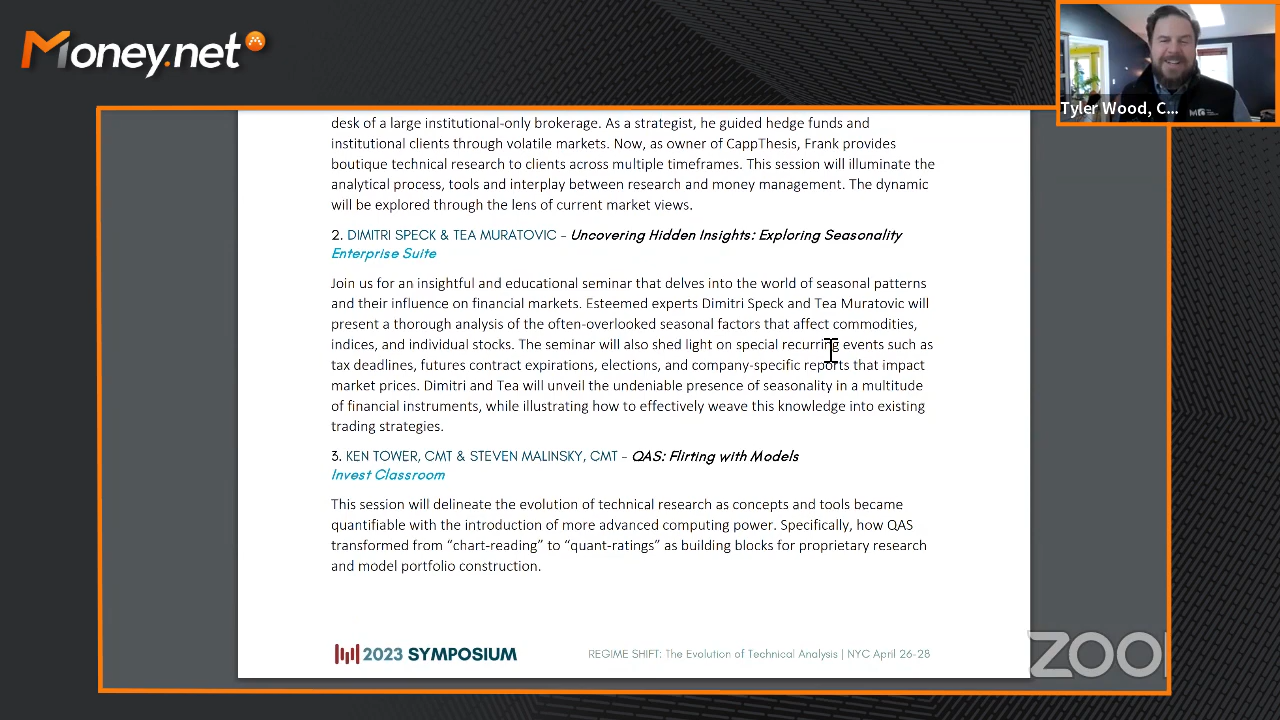 Money.net
Tyler Wood, C...
desk of a large institutional-only brokerage. As a strategist, he guided hedge funds and
institutional clients through volatile markets. Now, as owner of CappThesis, Frank provides
boutique technical research to clients across multiple timeframes. This session will illuminate the
analytical process, tools and interplay between research and money management. The dynamic
will be explored through the lens of current market views.
2. DIMITRI SPECK & TEA MURATOVIC – Uncovering Hidden Insights: Exploring Seasonality
Enterprise Suite
Join us for an insightful and educational seminar that delves into the world of seasonal patterns
and their influence on financial markets. Esteemed experts Dimitri Speck and Tea Muratovic will
present a thorough analysis of the often-overlooked seasonal factors that affect commodities,
indices, and individual stocks. The seminar will also shed light on special recurring events such as
tax deadlines, futures contract expirations, elections, and company-specific reports that impact
market prices. Dimitri and Tea will unveil the undeniable presence of seasonality in a multitude
of financial instruments, while illustrating how to effectively weave this knowledge into existing
trading strategies.
3. KEN TOWER, CMT & STEVEN MALINSKY, CMT – QAS: Flirting with Models
Invest Classroom
This session will delineate the evolution of technical research as concepts and tools became
quantifiable with the introduction of more advanced computing power. Specifically, how QAS
transformed from “chart-reading” to “quant-ratings” as building blocks for proprietary research
and model portfolio construction.
2023 SYMPOSIUM
REGIME SHIFT: The Evolution of Technical Analysis | NYC April 26-28
ZOO